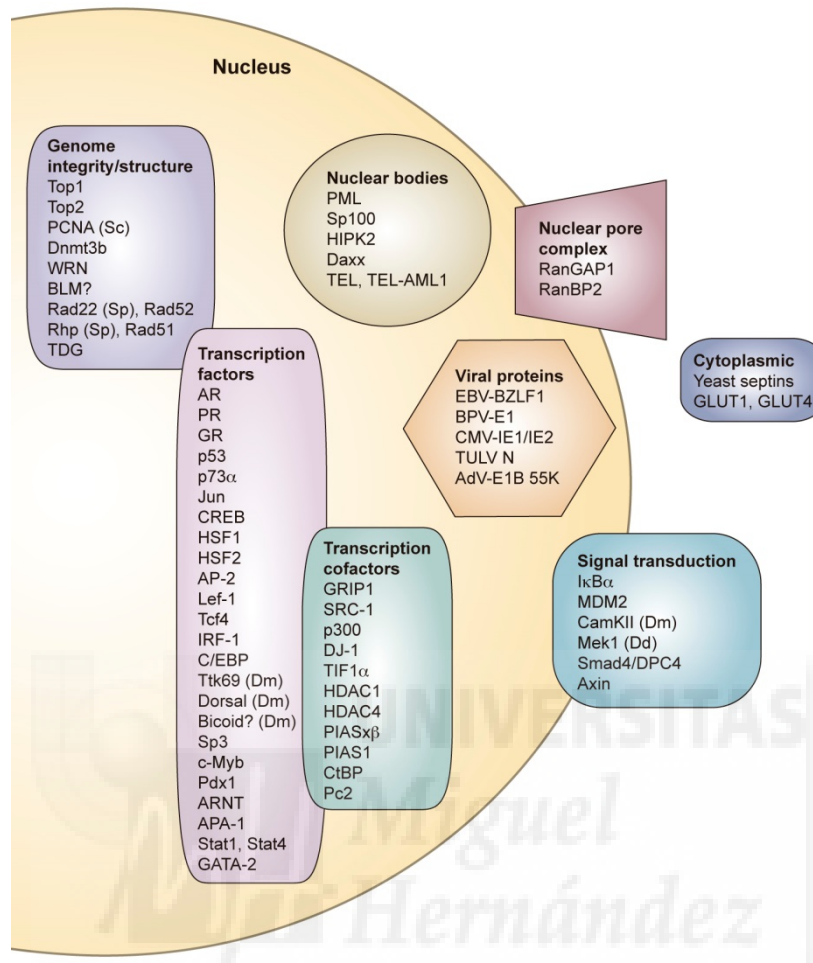 Nucleus
Genome
integrity/structure
Top1
Top2
PCNA (Sc)
Dnmt3b
WRN
BLM?
Rad22 (Sp), Rad52
Rhp (Sp), Rad51
TDG
Nuclear bodies
PML
Sp100
HIPK2
Daxx
TEL, TEL-AML1
Nuclear pore
complex
RanGAP1
RanBP2
Transcription
factors
AR
PR
GR
p53
p73α
Jun
CREB
HSF1
HSF2
AP-2
Lef-1
Tcf4
IRF-1
C/EBP
Ttk69 (Dm)
Dorsal (Dm)
Bicoid? (Dm)
Sp3
c-Myb
Pdx1
ARNT
APA-1
Stat1, Stat4
GATA-2
Viral proteins
EBV-BZLF1
BPV-E1
CMV-IE1/IE2
TULV N
AdV-E1B 55K
Cytoplasmic
Yeast septins
GLUT1, GLUT4
Transcription
cofactors
GRIP1
SRC-1
p300
DJ-1
TIF1α
HDAC1
HDAC4
PIASxβ
PIAS1
CtBP
Pc2
Signal transduction
IκBα
MDM2
CamKII (Dm)
Mek1 (Dd)
Smad4/DPC4
Axin
UNIVERSITAS
Miguel
Hernández